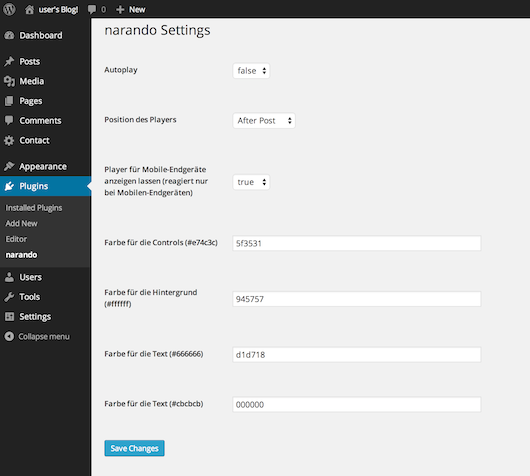 user's Blog! 0 + New
Dashboard
Posts
Media
Pages
Comments
Contact
Appearance
Plugins
Installed Plugins
Add New
Editor
narando
Users
Tools
Settings
Collapse menu
narando Settings
Autoplay
false
Position des Players
After Post
Player für Mobile-Endgeräte
anzeigen lassen (reagiert nur
bei Mobilen-Endgeräten)
true
Farbe für die Controls (#e74c3c)
5f3531
Farbe für die Hintergrund
(#ffffff)
945757
Farbe für die Text (#666666)
d1d718
Farbe für die Text (#cbcbcb)
000000
Save Changes